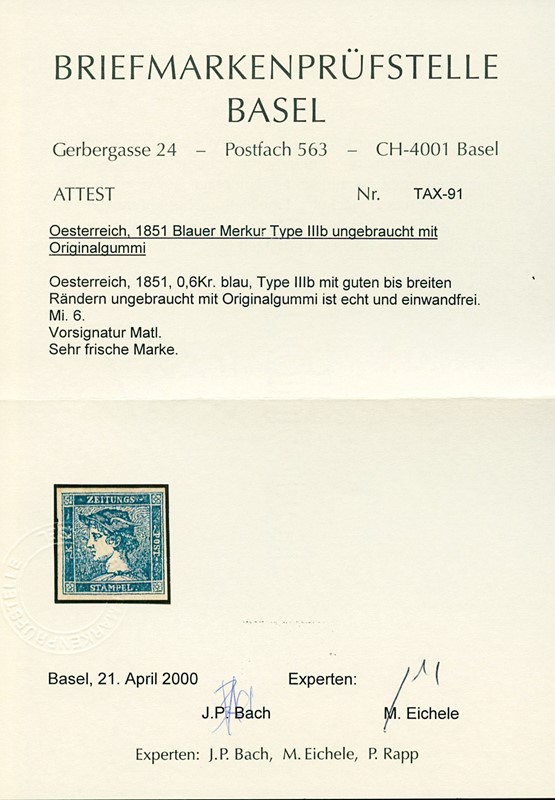 BRIEFMARKENPRÜFSTELLE
BASEL
Gerbergasse 24 – Postfach 563 – CH-4001 Basel
ATTEST Nr. TAX-91
Oesterreich, 1851 Blauer Merkur Type IIIb ungebraucht mit
Originalgummi
Oesterreich, 1851, 0,6Kr. blau, Type IIIb mit guten bis breiten
Rändern ungebraucht mit Originalgummi ist echt und einwandfrei.
Mi. 6.
Vorsignatur Matl.
Sehr frische Marke.
ZEITUNGS
K.K.
POST-
STAMPEL
Basel, 21. April 2000 Experten:
J.P. Bach M. Eichele
Experten: J.P. Bach, M. Eichele, P. Rapp